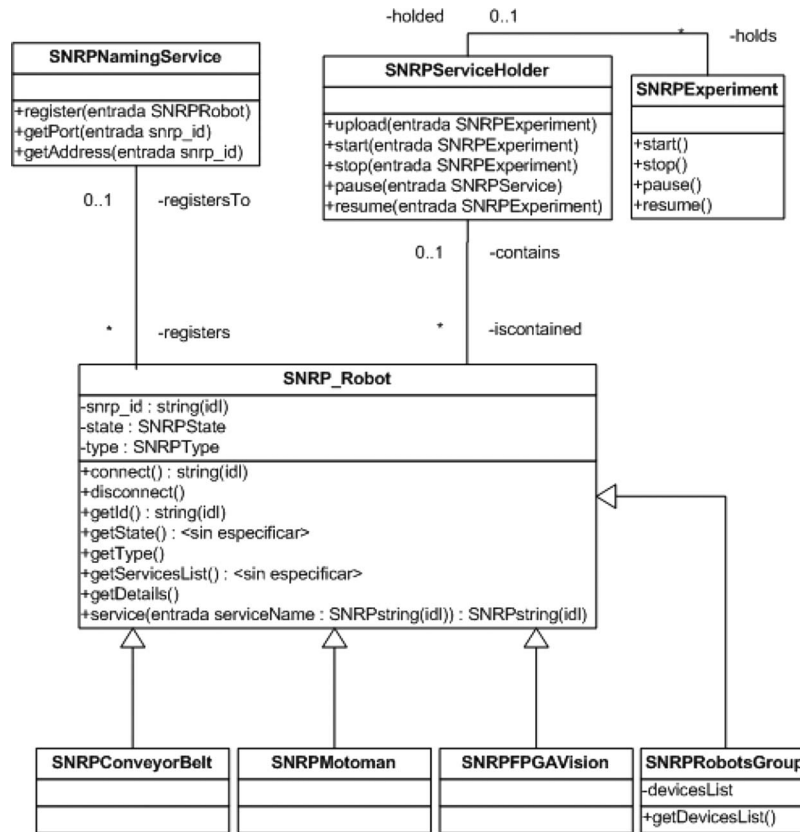 -holded 0..1
* -holds
SNRPNamingService
+register(entrada SNRPRobot)
+getPort(entrada snrp_id)
+getAddress(entrada snrp_id)
SNRPServiceHolder
+upload(entrada SNRPExperiment)
+start(entrada SNRPExperiment)
+stop(entrada SNRPExperiment)
+pause(entrada SNRPService)
+resume(entrada SNRPExperiment)
SNRPExperiment
+start()
+stop()
+pause()
+resume()
0..1 -registersTo
* -registers
0..1 -contains
* -iscontained
SNRP_Robot
-snrp_id : string(idl)
-state : SNRPState
-type : SNRPType
+connect() : string(idl)
+disconnect()
+getId() : string(idl)
+getState() : <sin especificar>
+getType()
+getServicesList() : <sin especificar>
+getDetails()
+service(entrada serviceName : SNRPstring(idl)) : SNRPstring(idl)
SNRPConveyorBelt
SNRPMotoman
SNRPFPGAVision
SNRPRobotsGroup
-devicesList
+getDevicesList()